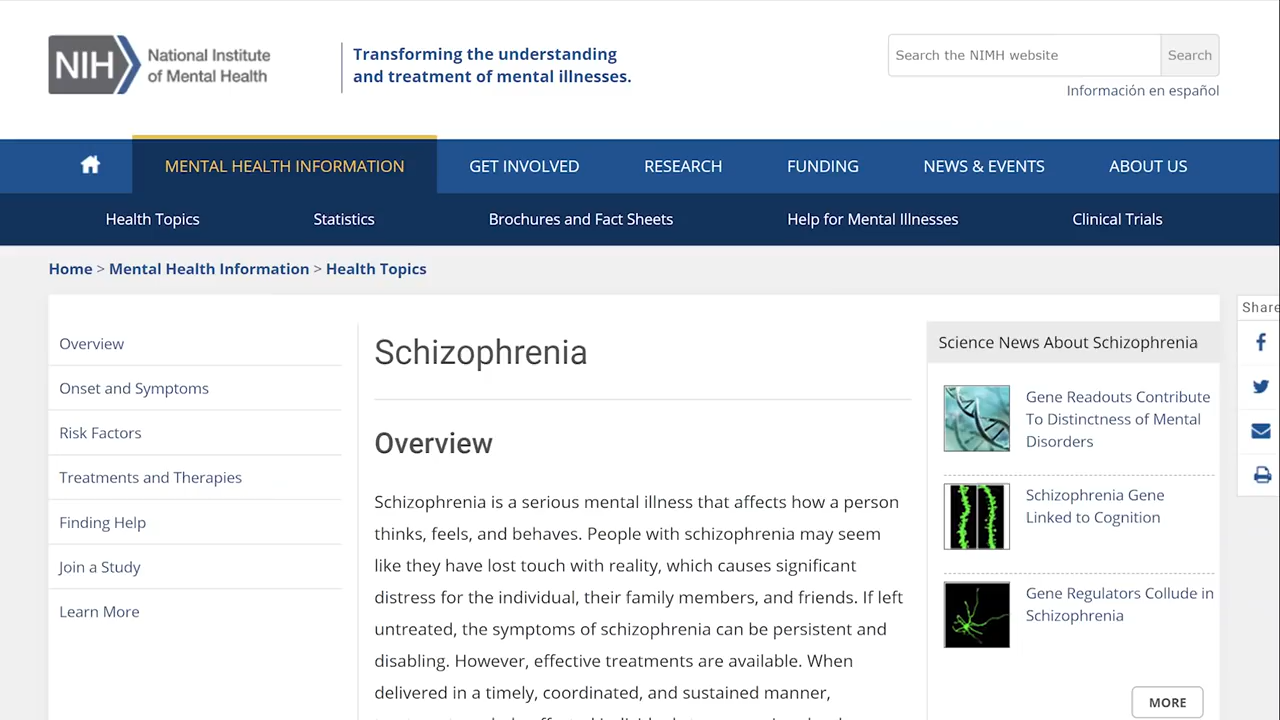 NIH
National Institute
of Mental Health
Transforming the understanding
and treatment of mental illnesses.
Search the NIMH website
Search
Información en español
MENTAL HEALTH INFORMATION
GET INVOLVED
RESEARCH
FUNDING
NEWS & EVENTS
ABOUT US
Health Topics
Statistics
Brochures and Fact Sheets
Help for Mental Illnesses
Clinical Trials
Home > Mental Health Information > Health Topics
Overview
Onset and Symptoms
Risk Factors
Treatments and Therapies
Finding Help
Join a Study
Learn More
Schizophrenia
Overview
Schizophrenia is a serious mental illness that affects how a person
thinks, feels, and behaves. People with schizophrenia may seem
like they have lost touch with reality, which causes significant
distress for the individual, their family members, and friends. If left
untreated, the symptoms of schizophrenia can be persistent and
disabling. However, effective treatments are available. When
delivered in a timely, coordinated, and sustained manner,
Science News About Schizophrenia
Gene Readouts Contribute
To Distinctness of Mental
Disorders
Schizophrenia Gene
Linked to Cognition
Gene Regulators Collude in
Schizophrenia
MORE
Share